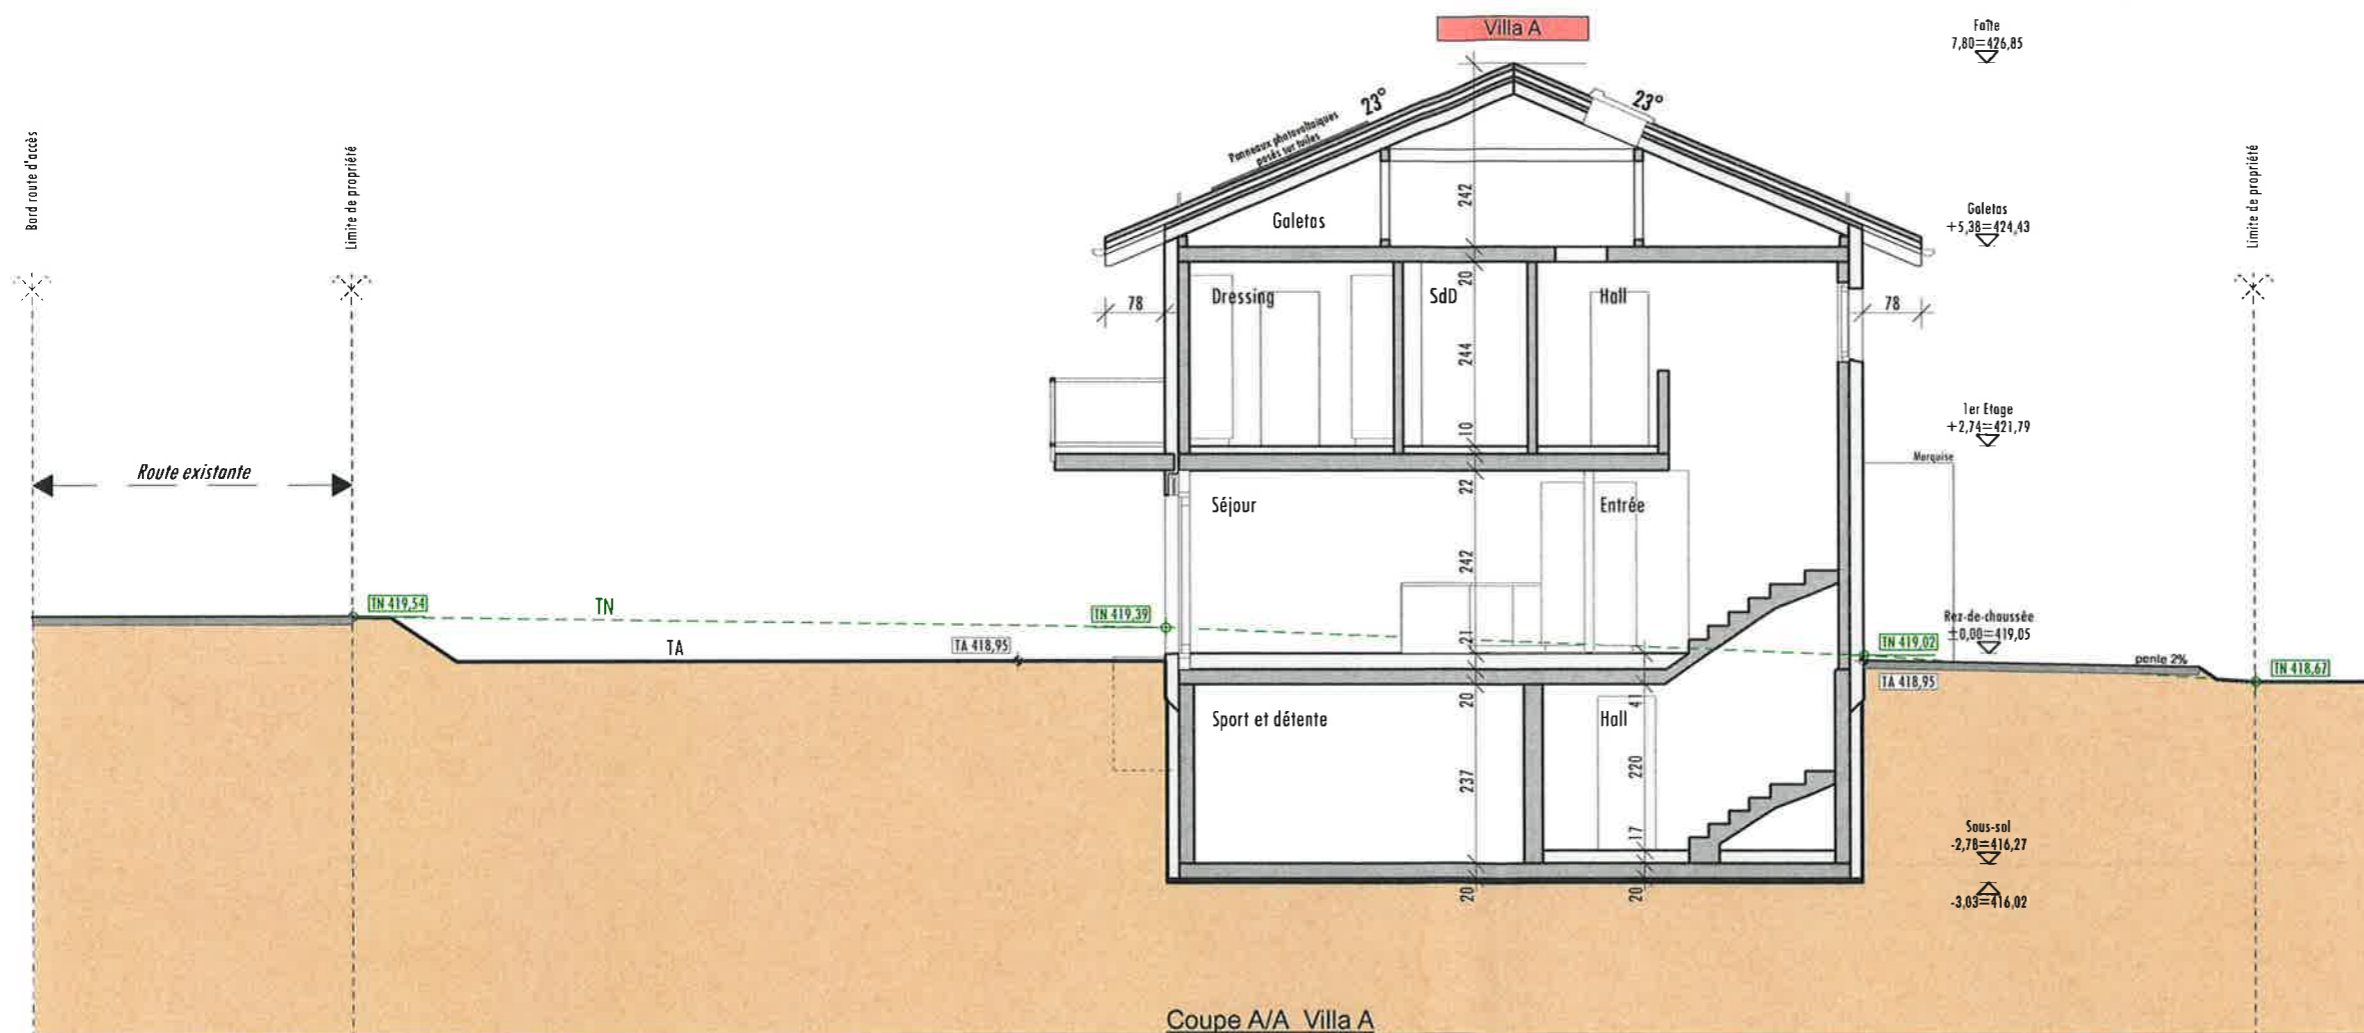 Villa A
Faîte
7,80=426,85
Bord route d'accès
Limite de propriété
Panneaux photovoltaïques
posés sur tuiles
23°
23°
Limite de propriété
242
Galetas
Galetas
+5,38=424,43
20
Dressing
SdD
Hall
78
78
244
10
1er Etage
+2,74=421,79
Marquise
Route existante
22
Séjour
Entrée
242
TN 419,54
TN
TN 419,39
Rez-de-chaussée
±0,00=419,05
21
TA
TA 418,95
TN 419,02
pente 2%
TN 418,67
TA 418,95
20
41
Sport et détente
Hall
237
220
17
Sous-sol
-2,78=416,27
20
20
-3,03=416,02
Coupe A/A Villa A